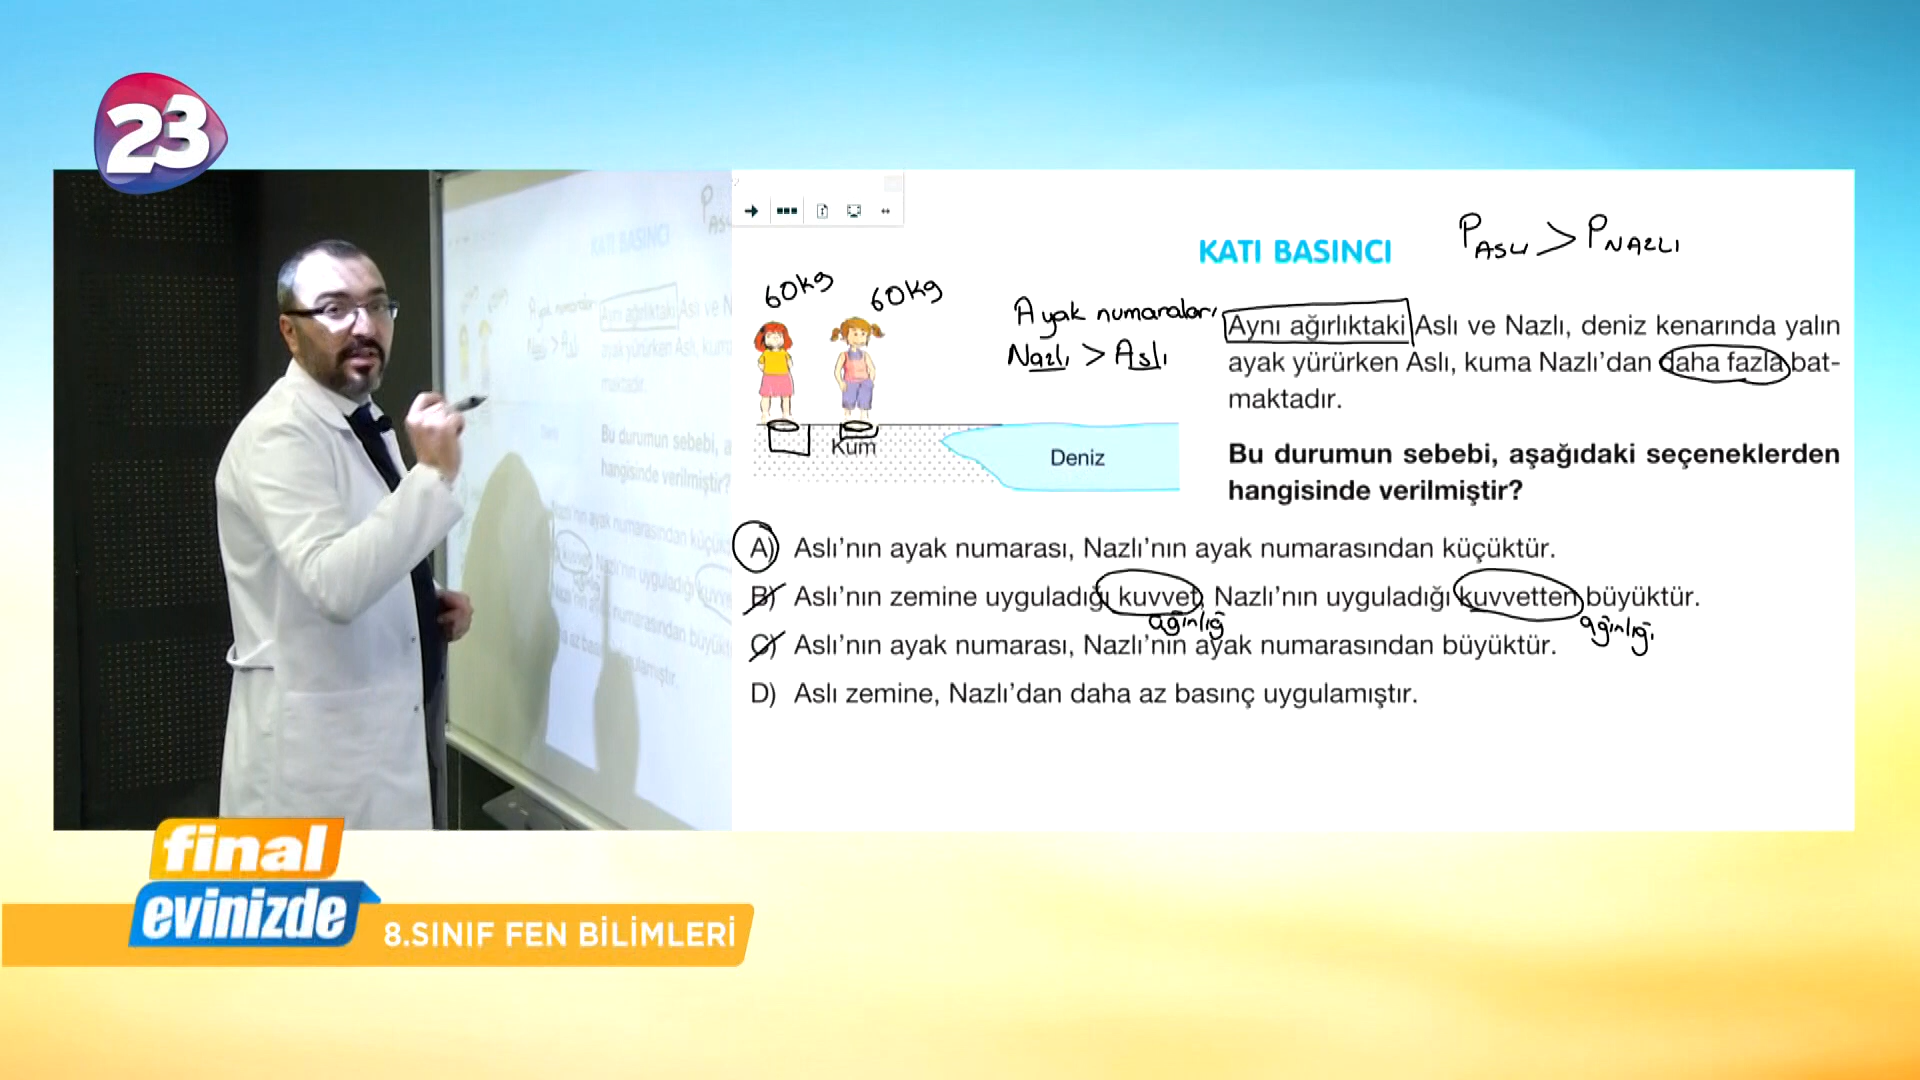 23
KATI BASINCI
PASLI > PNAZLI
60kg
60kg
Ayak numaraları
Nazlı > Aslı
Aynı ağırlıktaki Aslı ve Nazlı, deniz kenarında yalın
ayak yürürken Aslı, kuma Nazlı’dan daha fazla bat-
maktadır.
Kum
Deniz
Bu durumun sebebi, aşağıdaki seçeneklerden
hangisinde verilmiştir?
A) Aslı’nın ayak numarası, Nazlı’nın ayak numarasından küçüktür.
B) Aslı’nın zemine uyguladığı kuvvet, Nazlı’nın uyguladığı kuvvetten büyüktür.
ağırlığı
ağırlığı
C) Aslı’nın ayak numarası, Nazlı’nın ayak numarasından büyüktür.
D) Aslı zemine, Nazlı’dan daha az basınç uygulamıştır.
final
evinizde
8.SINIF FEN BİLİMLERİ